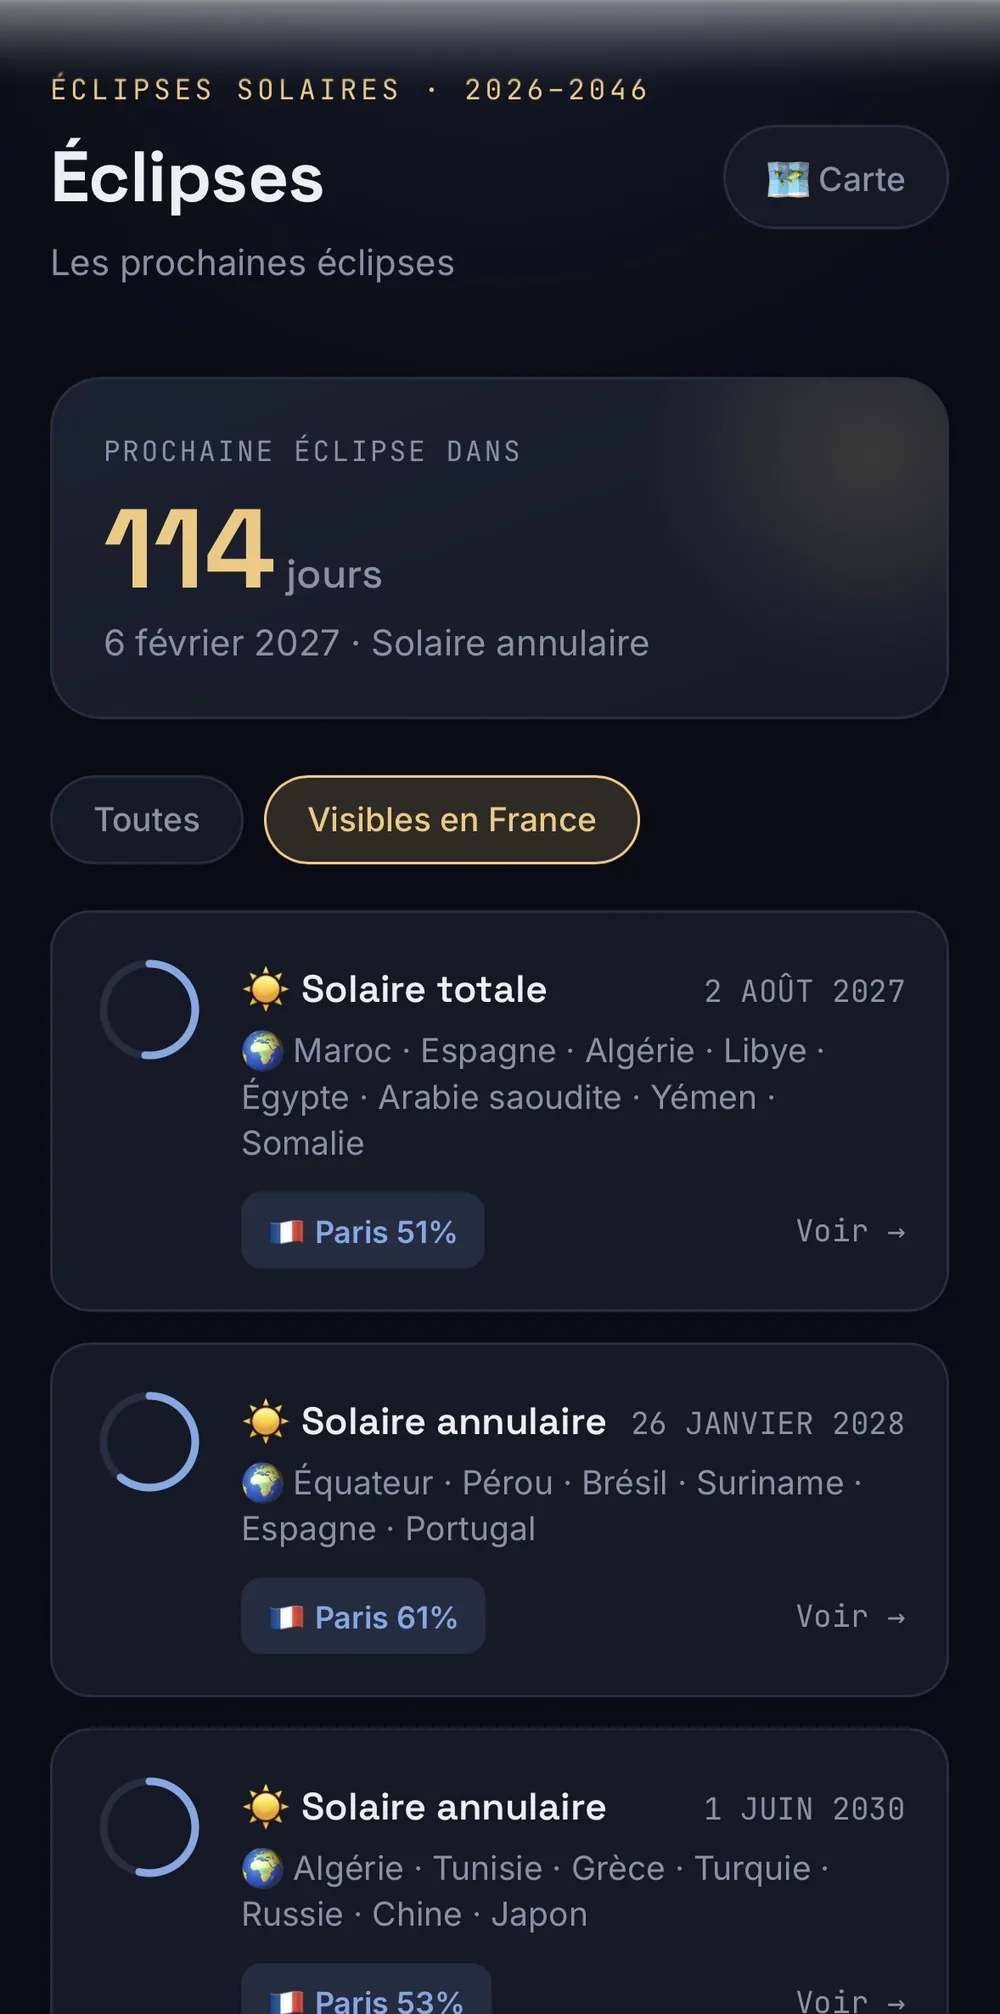 ÉCLIPSES SOLAIRES · 2026–2046
Éclipses
Carte
Les prochaines éclipses
PROCHAINE ÉCLIPSE DANS
114 jours
6 février 2027 · Solaire annulaire
Toutes
Visibles en France
Solaire totale
2 AOÛT 2027
Maroc · Espagne · Algérie · Libye ·
Égypte · Arabie saoudite · Yémen ·
Somalie
Paris 51%
Voir →
Solaire annulaire
26 JANVIER 2028
Équateur · Pérou · Brésil · Suriname ·
Espagne · Portugal
Paris 61%
Voir →
Solaire annulaire
1 JUIN 2030
Algérie · Tunisie · Grèce · Turquie ·
Russie · Chine · Japon
Paris 53%
Voir →